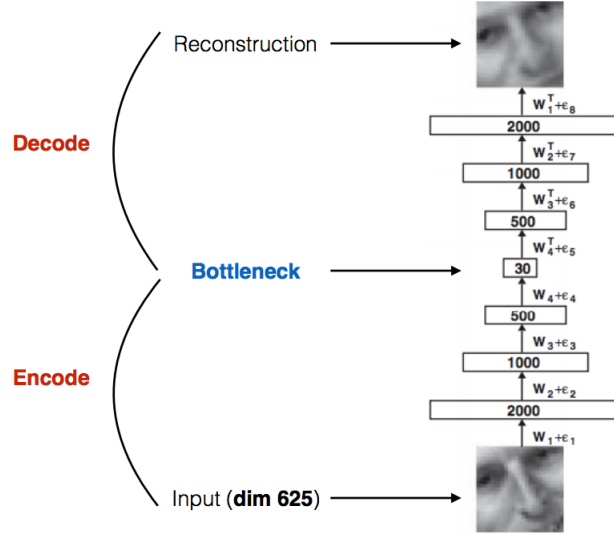 Reconstruction
W₁ᵀ+ε₈
2000
Decode
W₂ᵀ+ε₇
1000
W₃ᵀ+ε₆
500
W₄ᵀ+ε₅
Bottleneck
30
W₄+ε₄
500
W₃+ε₃
1000
Encode
W₂+ε₂
2000
W₁+ε₁
Input (dim 625)